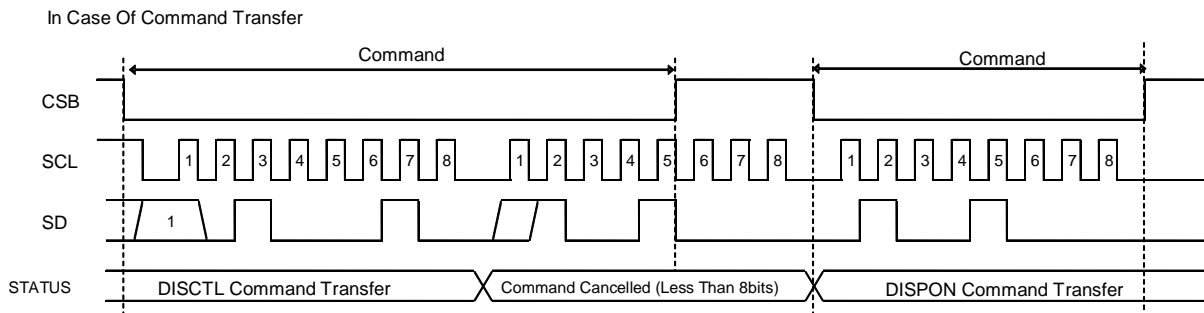 In Case Of Command Transfer
Command
Command
CSB
SCL
1 2 3 4 5 6 7 8 1 2 3 4 5 6 7 8 1 2 3 4 5 6 7 8
SD
1
STATUS
DISCTL Command Transfer
Command Cancelled (Less Than 8bits)
DISPON Command Transfer